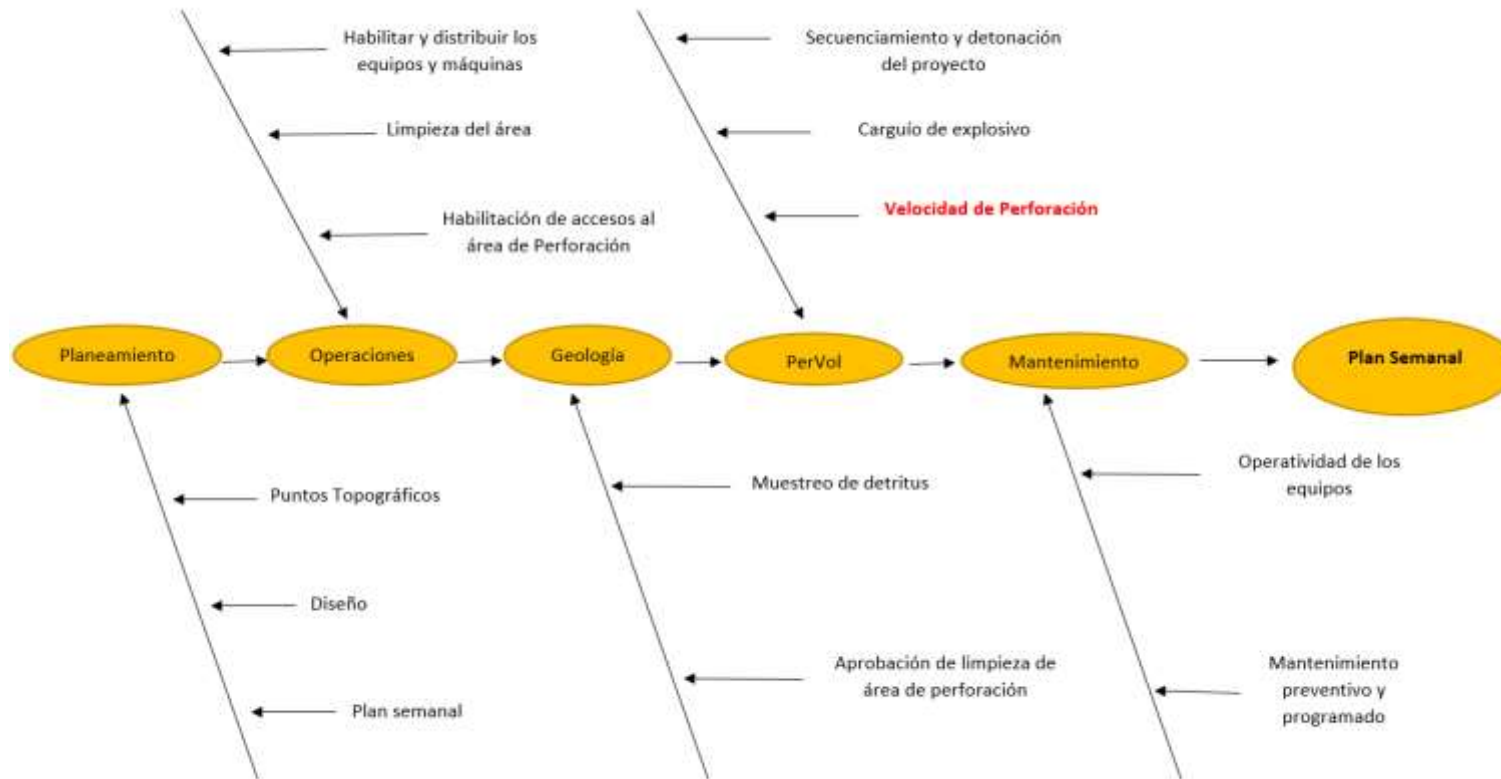 Habilitar y distribuir los
equipos y máquinas
Limpieza del área
Habilitación de accesos al
área de Perforación
Secuenciamiento y detonación
del proyecto
Carguío de explosivo
Velocidad de Perforación
Planeamiento
Operaciones
Geología
PerVol
Mantenimiento
Plan Semanal
Puntos Topográficos
Diseño
Plan semanal
Muestreo de detritus
Aprobación de limpieza de
área de perforación
Operatividad de los
equipos
Mantenimiento
preventivo y
programado